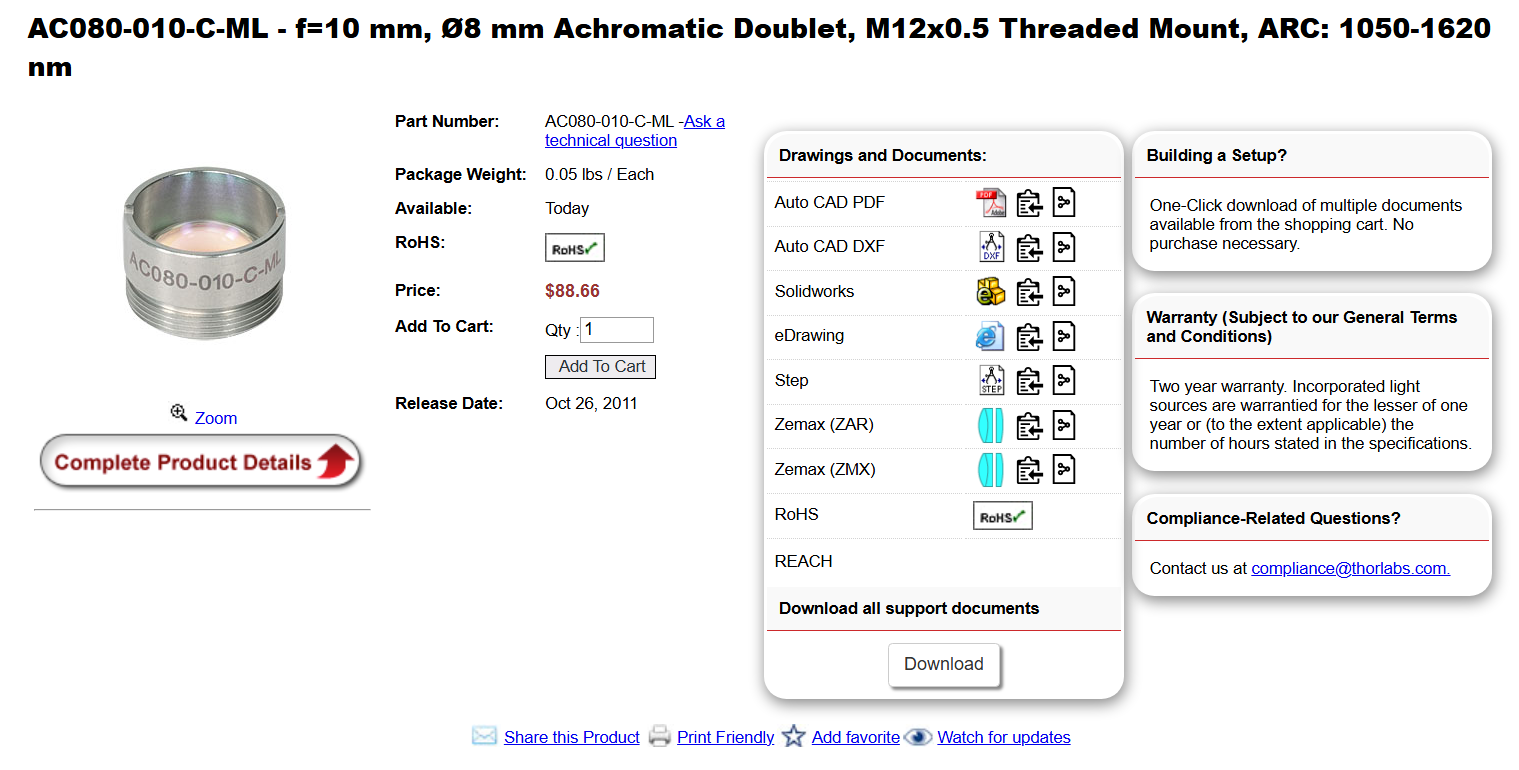 AC080-010-C-ML - f=10 mm, Ø8 mm Achromatic Doublet, M12x0.5 Threaded Mount, ARC: 1050-1620
nm
AC080-010-C-ML
Zoom
Complete Product Details
Part Number: AC080-010-C-ML -Ask a
technical question
Package Weight: 0.05 lbs / Each
Available: Today
RoHS: RoHS
Price: $88.66
Add To Cart: Qty : 1
Add To Cart
Release Date: Oct 26, 2011
Drawings and Documents:
Auto CAD PDF PDF Adobe
Auto CAD DXF DXF
Solidworks
eDrawing
Step STEP
Zemax (ZAR)
Zemax (ZMX)
RoHS RoHS
REACH
Download all support documents
Download
Building a Setup?
One-Click download of multiple documents
available from the shopping cart. No
purchase necessary.
Warranty (Subject to our General Terms
and Conditions)
Two year warranty. Incorporated light
sources are warrantied for the lesser of one
year or (to the extent applicable) the
number of hours stated in the specifications.
Compliance-Related Questions?
Contact us at compliance@thorlabs.com.
Share this Product Print Friendly Add favorite Watch for updates